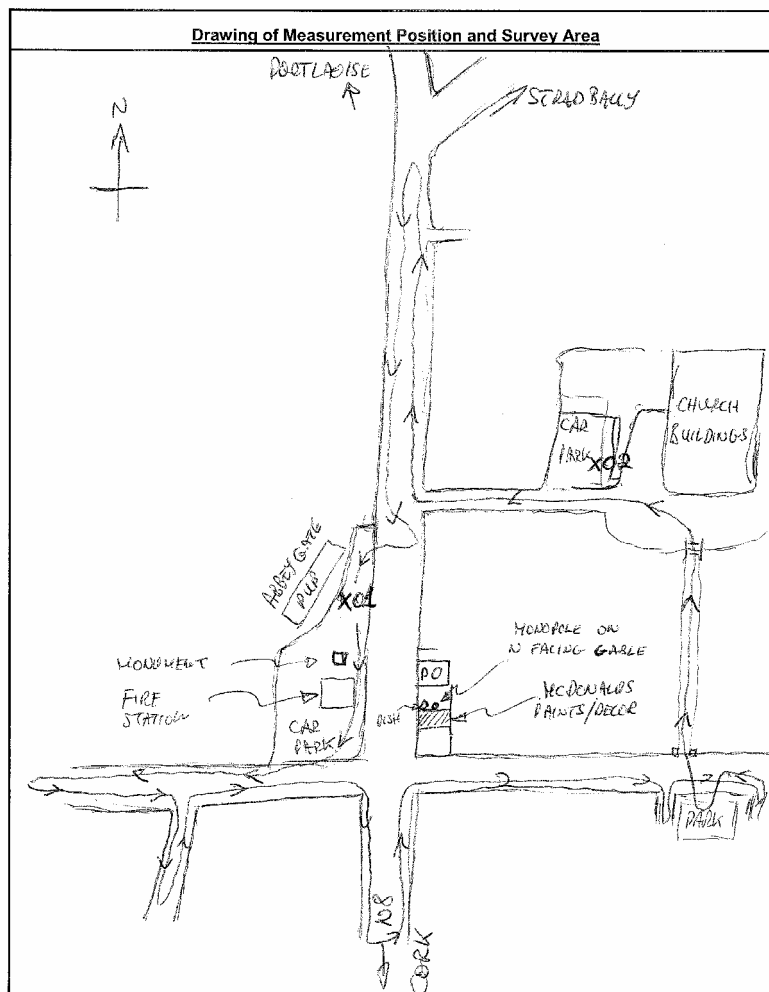 Drawing of Measurement Position and Survey Area
PORTLAOISE
STRADBALLY
N
CHURCH
BUILDINGS
CAR
PARK
X02
ABBEY GATE
PUB
X01
MONUMENT
FIRE
STATION
CAR
PARK
MONOPOLE ON
N FACING GABLE
PO
DISH
MCDONALDS
PAINTS/DECOR
PARK
N8
CORK